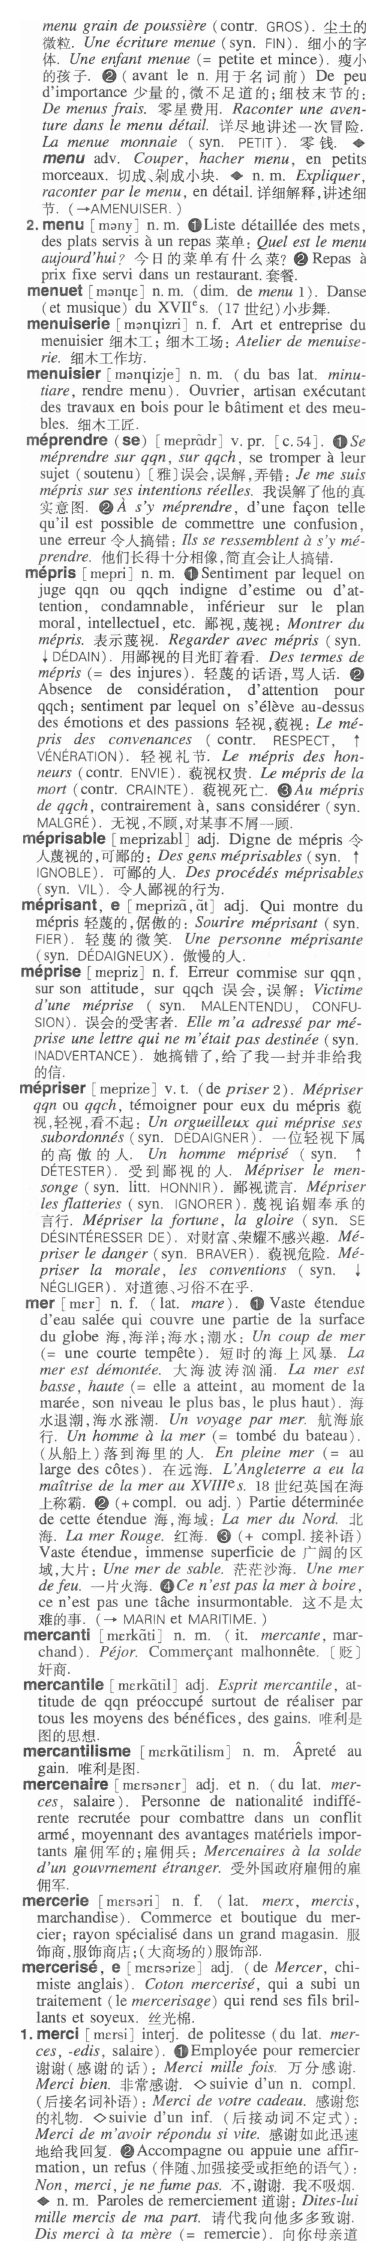 menu grain de poussière (contr. GROS). 尘土的
微粒. Une écriture menue (syn. FIN). 细小的字
体. Une enfant menue (= petite et mince). 瘦小
的孩子. ❷ (avant le n. 用于名词前) De peu
d'importance 少量的,微不足道的;细枝末节的:
De menus frais. 零星费用. Raconter une aven-
ture dans le menu détail. 详尽地讲述一次冒险.
La menue monnaie (syn. PETIT). 零钱. ◆
menu adv. Couper, hacher menu, en petits
morceaux. 切成、剁成小块. ◆ n. m. Expliquer,
raconter par le menu, en détail. 详细解释,讲述细
节. (→AMENUISER.)
2. menu [məny] n. m. ❶Liste détaillée des mets,
des plats servis à un repas 菜单: Quel est le menu
aujourd'hui? 今日的菜单有什么菜? ❷ Repas à
prix fixe servi dans un restaurant. 套餐.
menuet [mənɥɛ] n. m. (dim. de menu 1). Danse
(et musique) du XVIIᵉ s. (17 世纪)小步舞.
menuiserie [mənɥizri] n. f. Art et entreprise du
menuisier 细木工; 细木工场: Atelier de menuise-
rie. 细木工作坊.
menuisier [mənɥizje] n. m. (du bas lat. minu-
tiare, rendre menu). Ouvrier, artisan exécutant
des travaux en bois pour le bâtiment et des meu-
bles. 细木工匠.
méprendre (se) [meprɑ̃dr] v. pr. [c. 54]. ❶Se
méprendre sur qqn, sur qqch, se tromper à leur
sujet (soutenu) [雅]误会,误解,弄错: Je me suis
mépris sur ses intentions réelles. 我误解了他的真
实意图. ❷ À s'y méprendre, d'une façon telle
qu'il est possible de commettre une confusion,
une erreur 令人搞错: Ils se ressemblent à s'y mé-
prendre. 他们长得十分相像,简直会让人搞错.
mépris [mepri] n. m. ❶Sentiment par lequel on
juge qqn ou qqch indigne d'estime ou d'at-
tention, condamnable, inférieur sur le plan
moral, intellectuel, etc. 鄙视,蔑视: Montrer du
mépris. 表示蔑视. Regarder avec mépris (syn.
↓DÉDAIN). 用鄙视的目光盯着看. Des termes de
mépris (= des injures). 轻蔑的话语,骂人话. ❷
Absence de considération, d'attention pour
qqch; sentiment par lequel on s'élève au-dessus
des émotions et des passions 轻视,藐视: Le mé-
pris des convenances (contr. RESPECT, ↑
VÉNÉRATION). 轻视礼节. Le mépris des hon-
neurs (contr. ENVIE). 藐视权贵. Le mépris de la
mort (contr. CRAINTE). 藐视死亡. ❸Au mépris
de qqch, contrairement à, sans considérer (syn.
MALGRÉ). 无视,不顾,对某事不屑一顾.
méprisable [meprizabl] adj. Digne de mépris 令
人蔑视的,可鄙的: Des gens méprisables (syn. ↑
IGNOBLE). 可鄙的人. Des procédés méprisables
(syn. VIL). 令人鄙视的行为.
méprisant, e [meprizɑ̃, ɑ̃t] adj. Qui montre du
mépris 轻蔑的,倨傲的: Sourire méprisant (syn.
FIER). 轻蔑的微笑. Une personne méprisante
(syn. DÉDAIGNEUX). 傲慢的人.
méprise [mepriz] n. f. Erreur commise sur qqn,
sur son attitude, sur qqch 误会,误解: Victime
d'une méprise (syn. MALENTENDU, CONFU-
SION). 误会的受害者. Elle m'a adressé par mé-
prise une lettre qui ne m'était pas destinée (syn.
INADVERTANCE). 她搞错了,给了我一封并非给我
的信.
mépriser [meprize] v. t. (de priser 2). Mépriser
qqn ou qqch, témoigner pour eux du mépris 藐
视,轻视,看不起: Un orgueilleux qui méprise ses
subordonnés (syn. DÉDAIGNER). 一位轻视下属
的高傲的人. Un homme méprisé (syn. ↑
DÉTESTER). 受到鄙视的人. Mépriser le men-
songe (syn. litt. HONNIR). 鄙视谎言. Mépriser
les flatteries (syn. IGNORER). 蔑视谄媚奉承的
言行. Mépriser la fortune, la gloire (syn. SE
DÉSINTÉRESSER DE). 对财富、荣耀不感兴趣. Mé-
priser le danger (syn. BRAVER). 藐视危险. Mé-
priser la morale, les conventions (syn. ↓
NÉGLIGER). 对道德、习俗不在乎.
mer [mɛr] n. f. (lat. mare). ❶ Vaste étendue
d'eau salée qui couvre une partie de la surface
du globe 海,海洋;海水;潮水: Un coup de mer
(= une courte tempête). 短时的海上风暴. La
mer est démontée. 大海波涛汹涌. La mer est
basse, haute (= elle a atteint, au moment de la
marée, son niveau le plus bas, le plus haut). 海
水退潮,海水涨潮. Un voyage par mer. 航海旅
行. Un homme à la mer (= tombé du bateau).
(从船上)落到海里的人. En pleine mer (= au
large des côtes). 在远海. L'Angleterre a eu la
maîtrise de la mer au XVIIIᵉ s. 18 世纪英国在海
上称霸. ❷ (+ compl. ou adj.) Partie déterminée
de cette étendue 海,海域: La mer du Nord. 北
海. La mer Rouge. 红海. ❸ (+ compl. 接补语)
Vaste étendue, immense superficie de 广阔的区
域,大片: Une mer de sable. 茫茫沙海. Une mer
de feu. 一片火海. ❹Ce n'est pas la mer à boire,
ce n'est pas une tâche insurmontable. 这不是太
难的事. (→ MARIN et MARITIME.)
mercanti [mɛrkɑ̃ti] n. m. (it. mercante, mar-
chand). Péjor. Commerçant malhonnête. [贬]
奸商.
mercantile [mɛrkɑ̃til] adj. Esprit mercantile, at-
titude de qqn préoccupé surtout de réaliser par
tous les moyens des bénéfices, des gains. 唯利是
图的思想.
mercantilisme [mɛrkɑ̃tilism] n. m. Âpreté au
gain. 唯利是图.
mercenaire [mɛrsənɛr] adj. et n. (du lat. mer-
ces, salaire). Personne de nationalité indiffé-
rente recrutée pour combattre dans un conflit
armé, moyennant des avantages matériels impor-
tants 雇佣军的;雇佣兵: Mercenaires à la solde
d'un gouvrnement étranger. 受外国政府雇佣的雇
佣军.
mercerie [mɛrsəri] n. f. (lat. merx, mercis,
marchandise). Commerce et boutique du mer-
cier; rayon spécialisé dans un grand magasin. 服
饰商,服饰商店;(大商场的)服饰部.
mercerisé, e [mɛrsərize] adj. (de Mercer, chi-
miste anglais). Coton mercerisé, qui a subi un
traitement (le mercerisage) qui rend ses fils bril-
lants et soyeux. 丝光棉.
1. merci [mɛrsi] interj. de politesse (du lat. mer-
ces, -edis, salaire). ❶Employée pour remercier
谢谢(感谢的话): Merci mille fois. 万分感谢.
Merci bien. 非常感谢. ◇suivie d'un n. compl.
(后接名词补语): Merci de votre cadeau. 感谢您
的礼物. ◇suivie d'un inf. (后接动词不定式):
Merci de m'avoir répondu si vite. 感谢如此迅速
地给我回复. ❷Accompagne ou appuie une affir-
mation, un refus (伴随、加强接受或拒绝的语气):
Non, merci, je ne fume pas. 不,谢谢. 我不吸烟.
◆ n. m. Paroles de remerciement 道谢: Dites-lui
mille mercis de ma part. 请代我向他多多致谢.
Dis merci à ta mère (= remercie). 向你母亲道